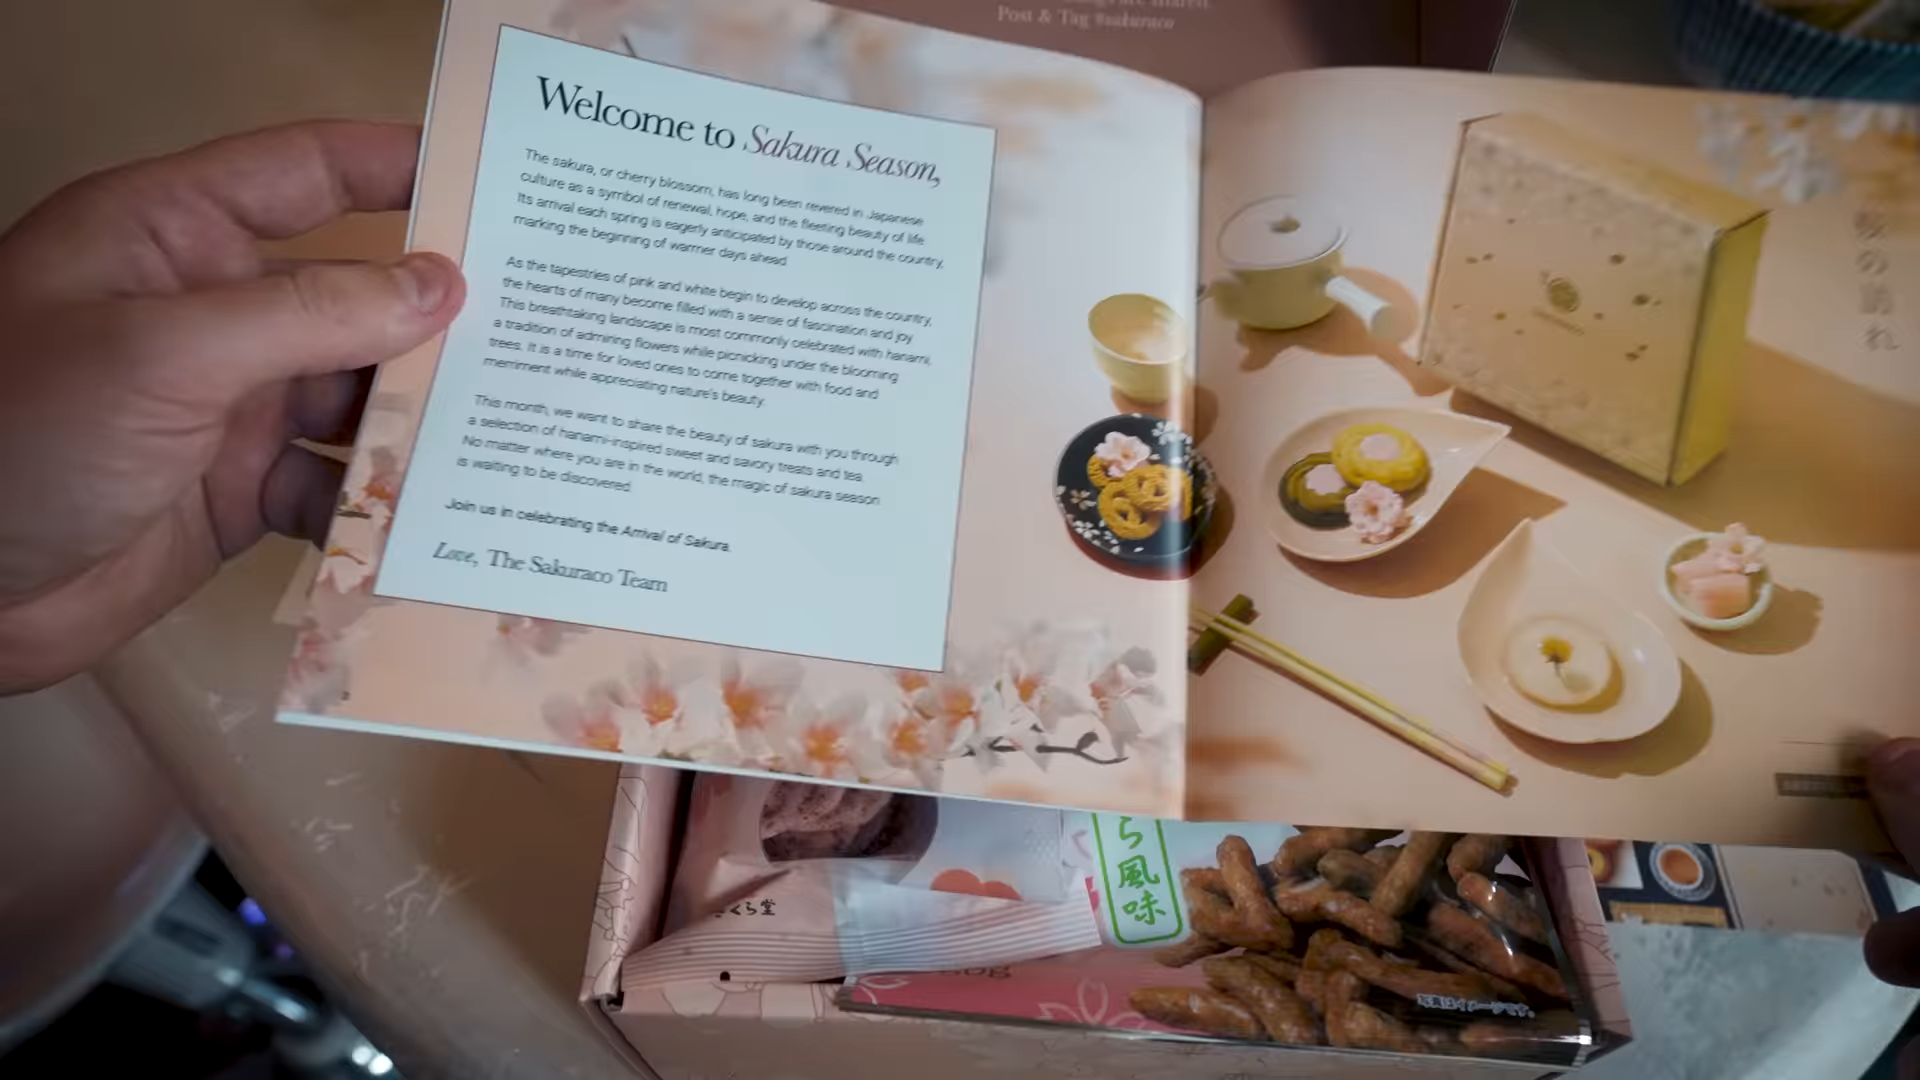 Post & Tag #sakuraco
Welcome to Sakura Season,
The sakura, or cherry blossom, has long been revered in Japanese
culture as a symbol of renewal, hope, and the fleeting beauty of life.
Its arrival each spring is eagerly anticipated by those around the country,
marking the beginning of warmer days ahead.
As the tapestries of pink and white begin to develop across the country,
the hearts of many become filled with a sense of fascination and joy.
This breathtaking landscape is most commonly celebrated with hanami,
a tradition of admiring flowers while picnicking under the blooming
trees. It is a time for loved ones to come together with food and
merriment while appreciating nature's beauty.
This month, we want to share the beauty of sakura with you through
a selection of hanami-inspired sweet and savory treats and tea.
No matter where you are in the world, the magic of sakura season
is waiting to be discovered.
Join us in celebrating the Arrival of Sakura.
Love, The Sakuraco Team
の訪れ
くら堂
ら風味
写真はイメージです。